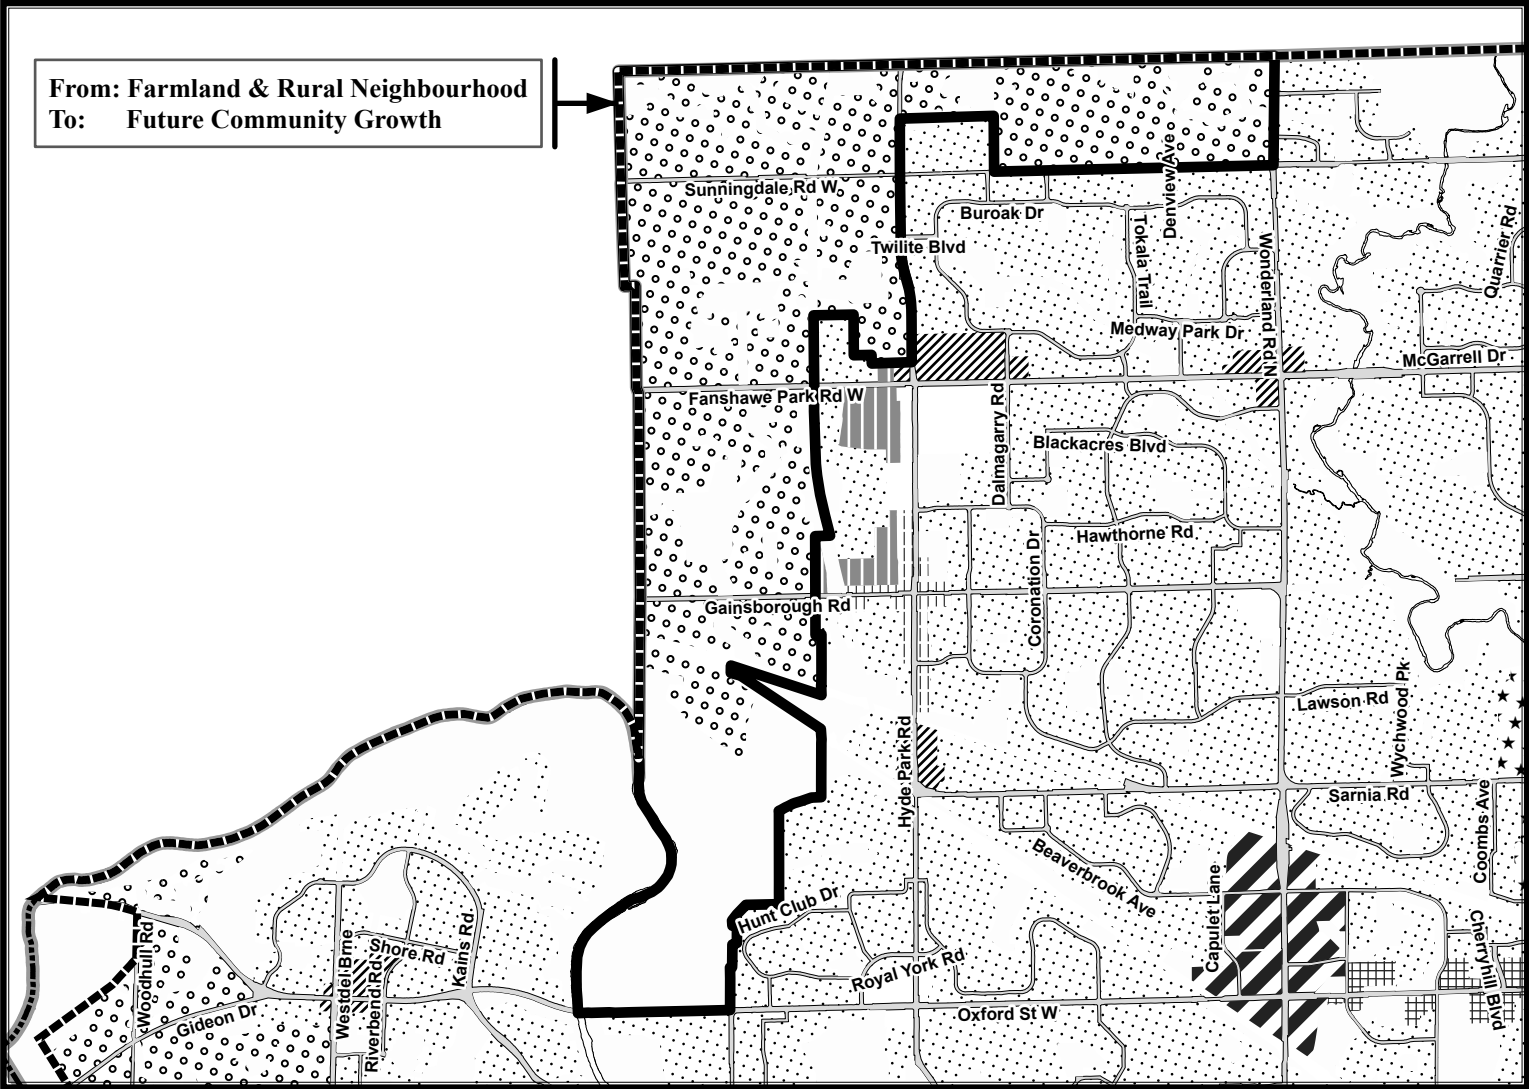 From: Farmland & Rural Neighbourhood
To: Future Community Growth
Sunningdale Rd W
Denview Ave
Buroak Dr
Quarrier Rd
Twilite Blvd
Tokala Trail
Wonderland Rd N
Medway Park Dr
McGarrell Dr
Fanshawe Park Rd W
Dalmagarry Rd
Blackacres Blvd
Hawthorne Rd
Coronation Dr
Gainsborough Rd
Wychwood Pk
Lawson Rd
Hyde Park Rd
Sarnia Rd
Coombs Ave
Beaverbrook Ave
Capulet Lane
Hunt Club Dr
Cherryhill Blvd
Woodhull Rd
Westdel Brne
Shore Rd
Kains Rd
Riverbend Rd
Royal York Rd
Gideon Dr
Oxford St W